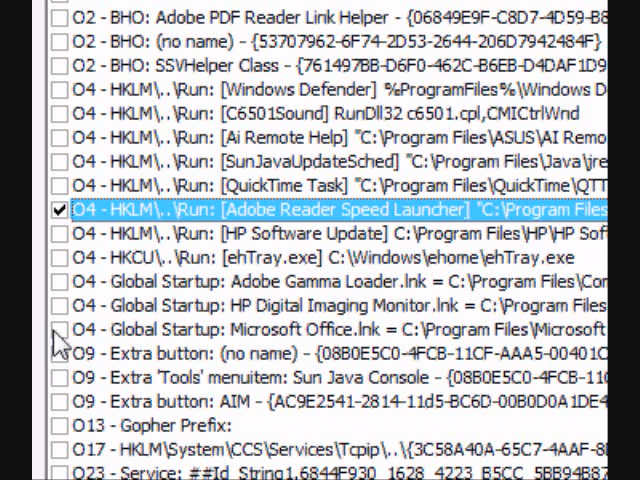 O2 - BHO: Adobe PDF Reader Link Helper - {06849E9F-C8D7-4D59-B8
O2 - BHO: (no name) - {53707962-6F74-2D53-2644-206D7942484F}
O2 - BHO: SSVHelper Class - {761497BB-D6F0-462C-B6EB-D4DAF1D9
O4 - HKLM\..\Run: [Windows Defender] %ProgramFiles%\Windows D
O4 - HKLM\..\Run: [C6501Sound] RunDll32 c6501.cpl,CMICtrlWnd
O4 - HKLM\..\Run: [Ai Remote Help] "C:\Program Files\ASUS\AI Remo
O4 - HKLM\..\Run: [SunJavaUpdateSched] "C:\Program Files\Java\jre
O4 - HKLM\..\Run: [QuickTime Task] "C:\Program Files\QuickTime\QTT
O4 - HKLM\..\Run: [Adobe Reader Speed Launcher] "C:\Program Files
O4 - HKLM\..\Run: [HP Software Update] C:\Program Files\HP\HP Sof
O4 - HKCU\..\Run: [ehTray.exe] C:\Windows\ehome\ehTray.exe
O4 - Global Startup: Adobe Gamma Loader.lnk = C:\Program Files\Com
O4 - Global Startup: HP Digital Imaging Monitor.lnk = C:\Program Files
O4 - Global Startup: Microsoft Office.lnk = C:\Program Files\Microsoft
O9 - Extra button: (no name) - {08B0E5C0-4FCB-11CF-AAA5-00401C
O9 - Extra 'Tools' menuitem: Sun Java Console - {08B0E5C0-4FCB-11C
O9 - Extra button: AIM - {AC9E2541-2814-11d5-BC6D-00B0D0A1DE4
O13 - Gopher Prefix:
O17 - HKLM\System\CCS\Services\Tcpip\..\{3C58A40A-65C7-4AAF-8D
O23 - Service: ##Id_String1.6844F930_1628_4223_B5CC_5BB94B87